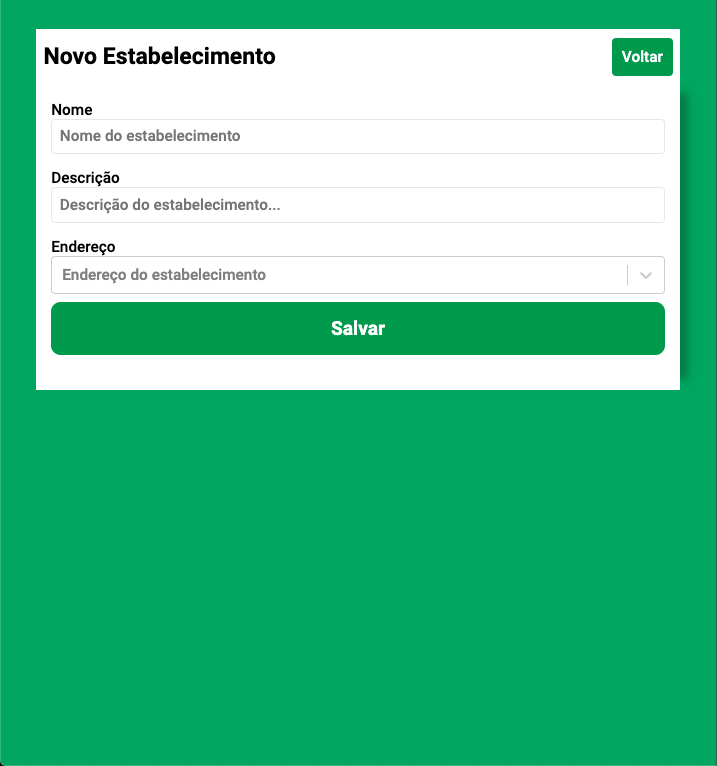 Novo Estabelecimento
Voltar
Nome
Nome do estabelecimento
Descrição
Descrição do estabelecimento...
Endereço
Endereço do estabelecimento
Salvar